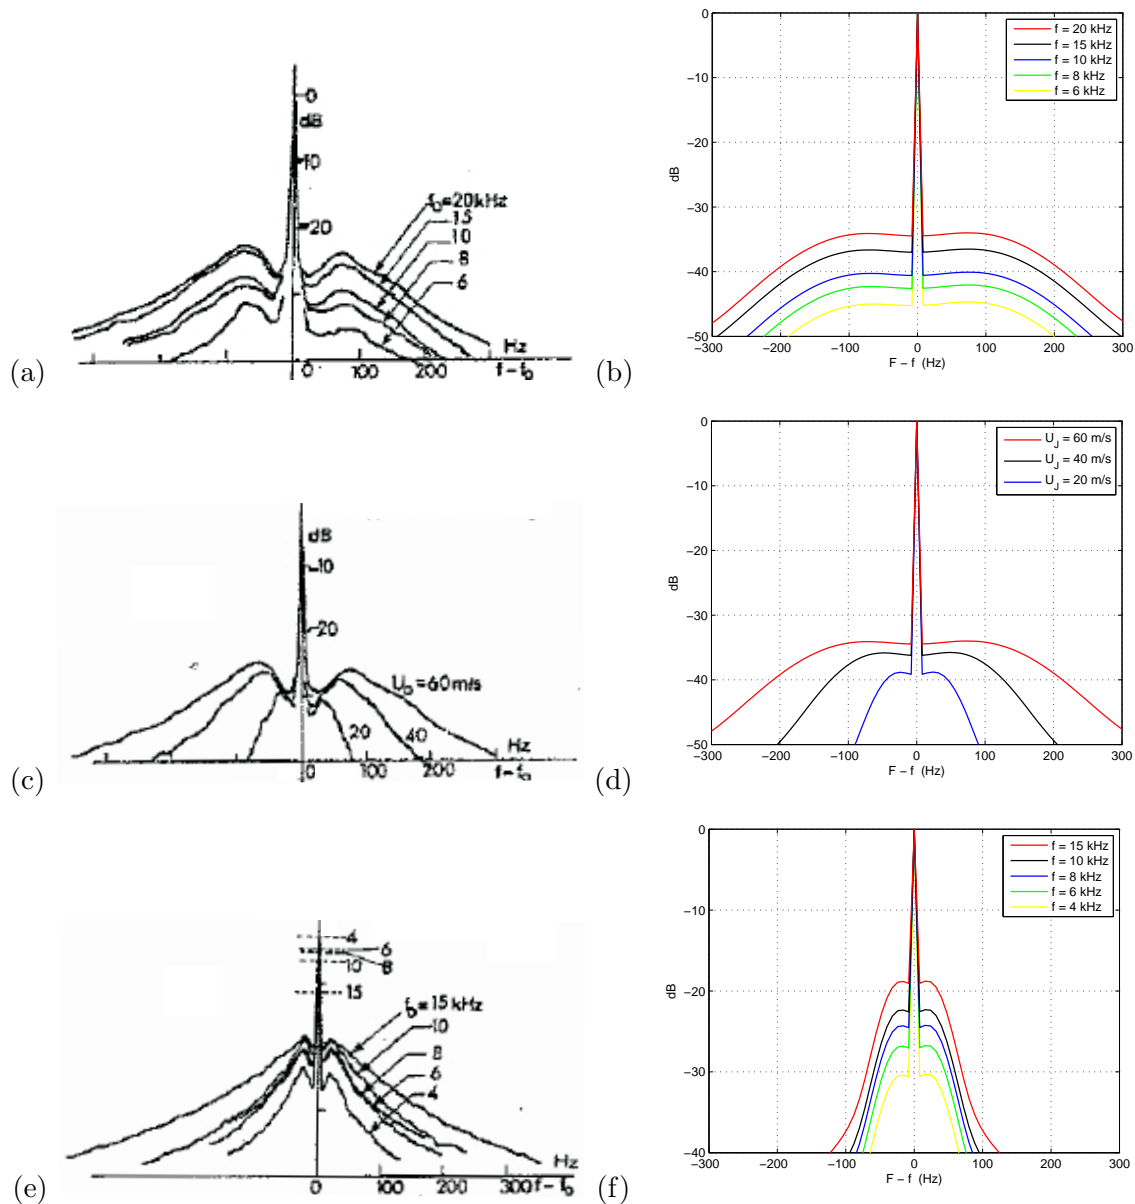 (a)
0
dB
10
20
f₀=20kHz
15
10
8
6
Hz
0 100 200 f-f₀
(b)
0
−10
−20
−30
−40
−50
dB
−300 −200 −100 0 100 200 300
F − f (Hz)
f = 20 kHz
f = 15 kHz
f = 10 kHz
f = 8 kHz
f = 6 kHz
(c)
dB
10
20
U₀=60m/s
20
40
Hz
0 100 200 f-f₀
(d)
0
−10
−20
−30
−40
−50
dB
−300 −200 −100 0 100 200 300
F − f (Hz)
U_J = 60 m/s
U_J = 40 m/s
U_J = 20 m/s
(e)
4
6
8
10
15
f₀=15 kHz
10
8
6
4
Hz
0 100 200 300 f-f₀
(f)
0
−10
−20
−30
−40
dB
−300 −200 −100 0 100 200 300
F − f (Hz)
f = 15 kHz
f = 10 kHz
f = 8 kHz
f = 6 kHz
f = 4 kHz